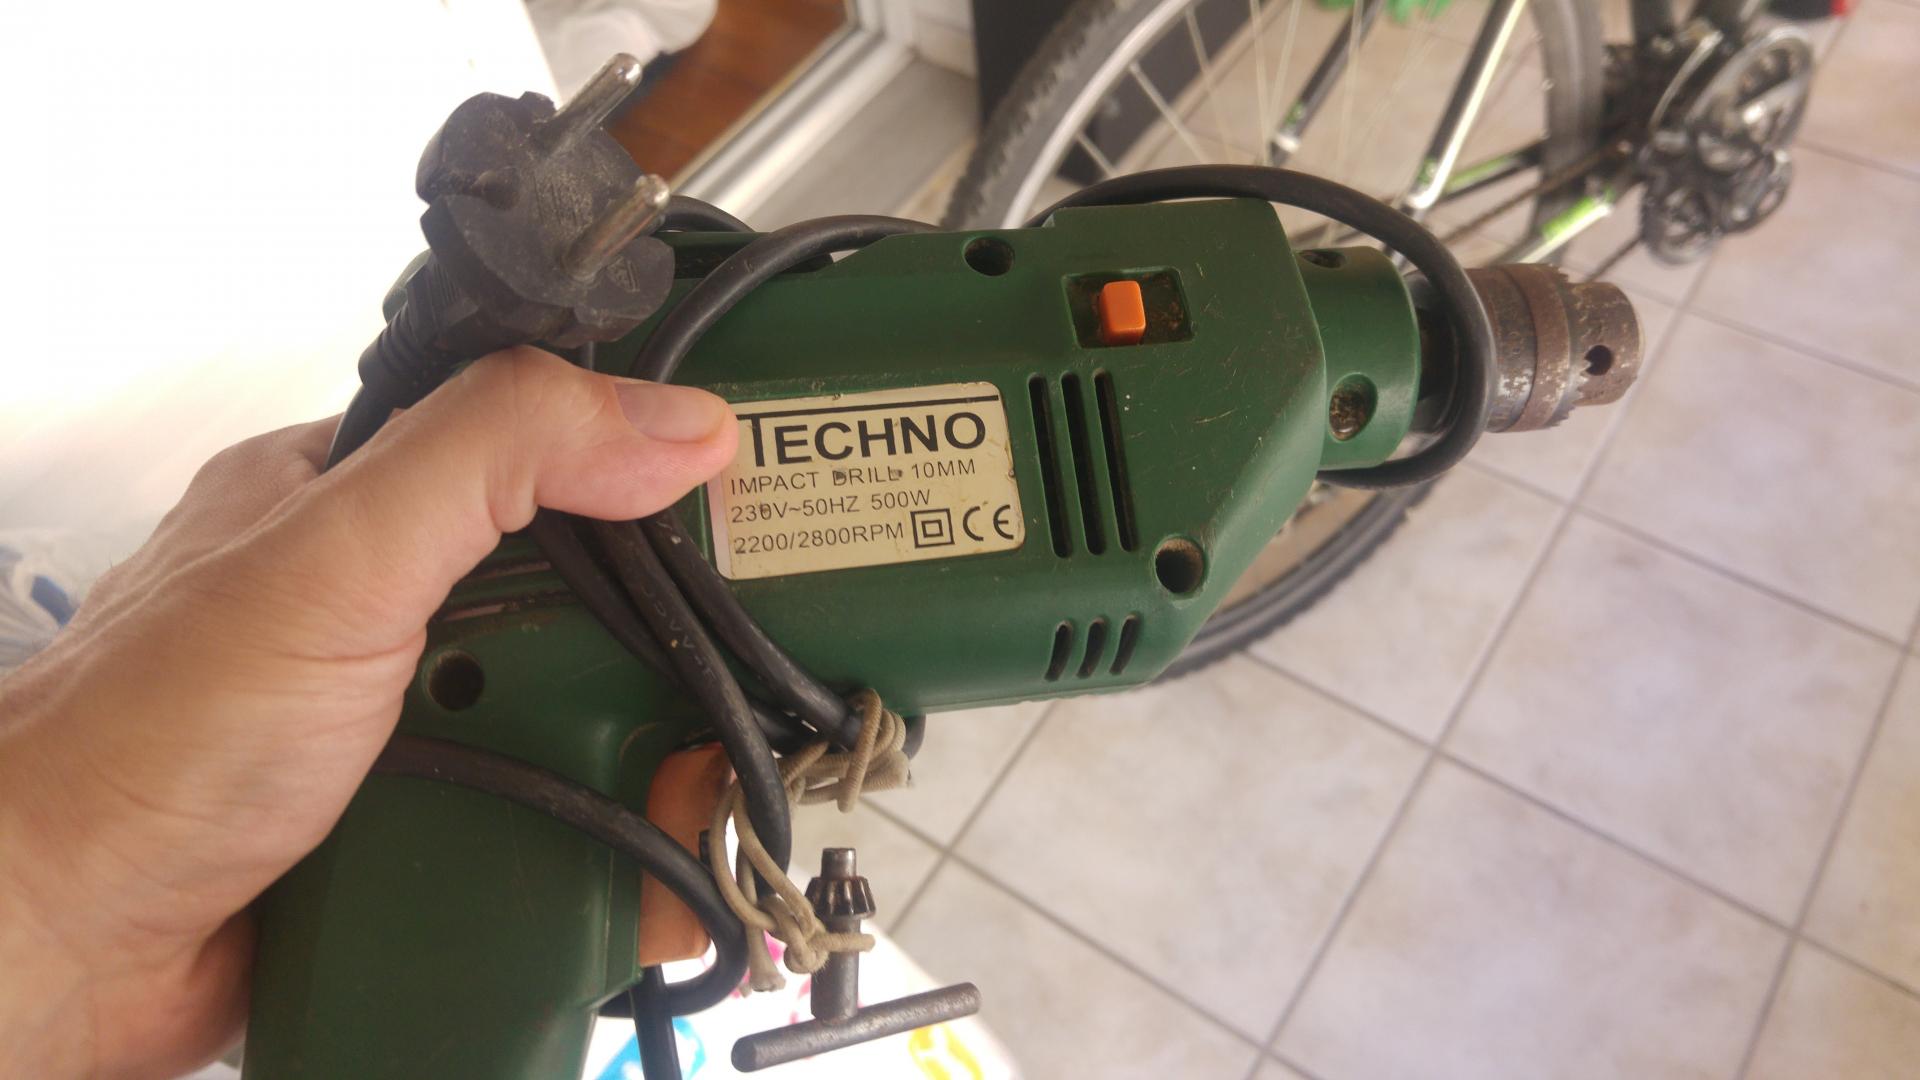 TECHNO
IMPACT DRILL 10MM
230V~50HZ 500W
2200/2800RPM CE